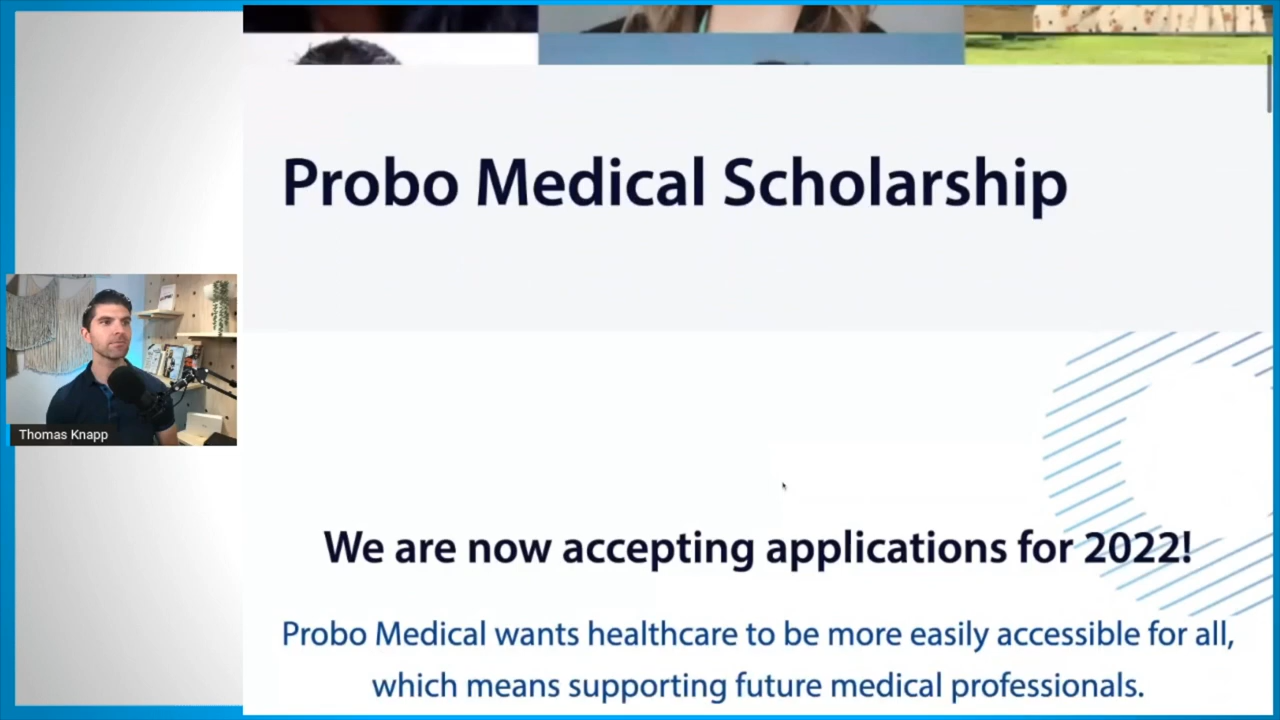 Probo Medical Scholarship
Thomas Knapp
We are now accepting applications for 2022!
Probo Medical wants healthcare to be more easily accessible for all,
which means supporting future medical professionals.